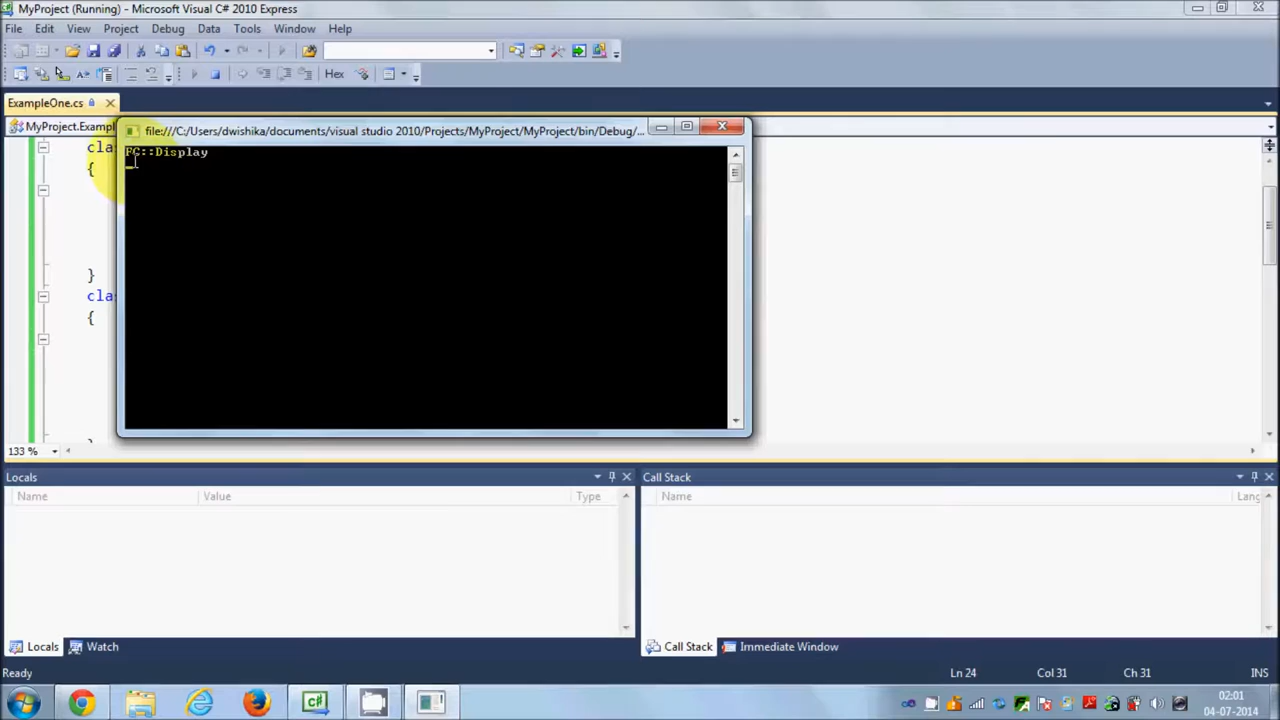 MyProject (Running) - Microsoft Visual C# 2010 Express
File Edit View Project Debug Data Tools Window Help
Hex
ExampleOne.cs
MyProject.Exampl
file:///C:/Users/dwishika/documents/visual studio 2010/Projects/MyProject/MyProject/bin/Debug/...
FC::Display
clas
{
}
clas
{
}
133 %
Locals
Name Value Type
Call Stack
Name Lang
Locals Watch
Call Stack Immediate Window
Ready Ln 24 Col 31 Ch 31 INS
02:01
04-07-2014